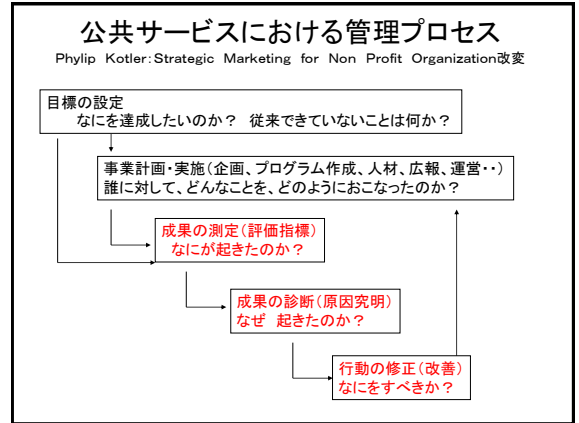 公共サービスにおける管理プロセス
Phylip Kotler:Strategic Marketing for Non Profit Organization改変
目標の設定
なにを達成したいのか? 従来できていないことは何か?
事業計画・実施(企画、プログラム作成、人材、広報、運営・・)
誰に対して、どんなことを、どのようにおこなったのか?
成果の測定(評価指標)
なにが起きたのか?
成果の診断(原因究明)
なぜ 起きたのか?
行動の修正(改善)
なにをすべきか?